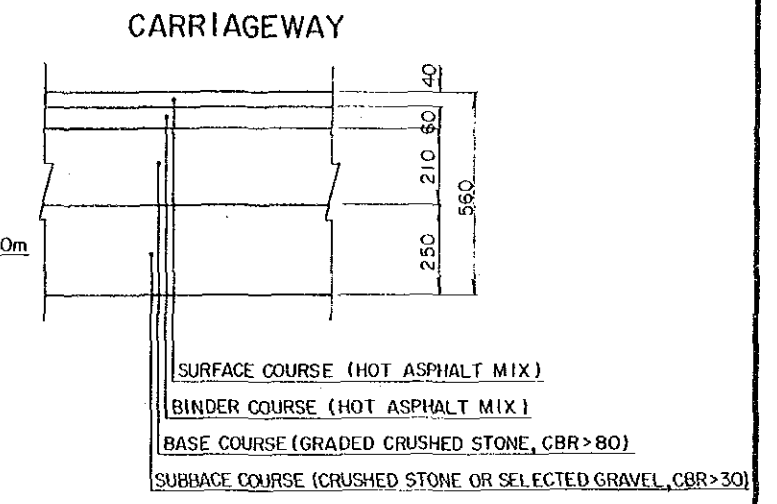 CARRIAGEWAY
40
60
210
560
250
0m
SURFACE COURSE (HOT ASPHALT MIX)
BINDER COURSE (HOT ASPHALT MIX)
BASE COURSE (GRADED CRUSHED STONE, CBR>80)
SUBBACE COURSE (CRUSHED STONE OR SELECTED GRAVEL, CBR>30)